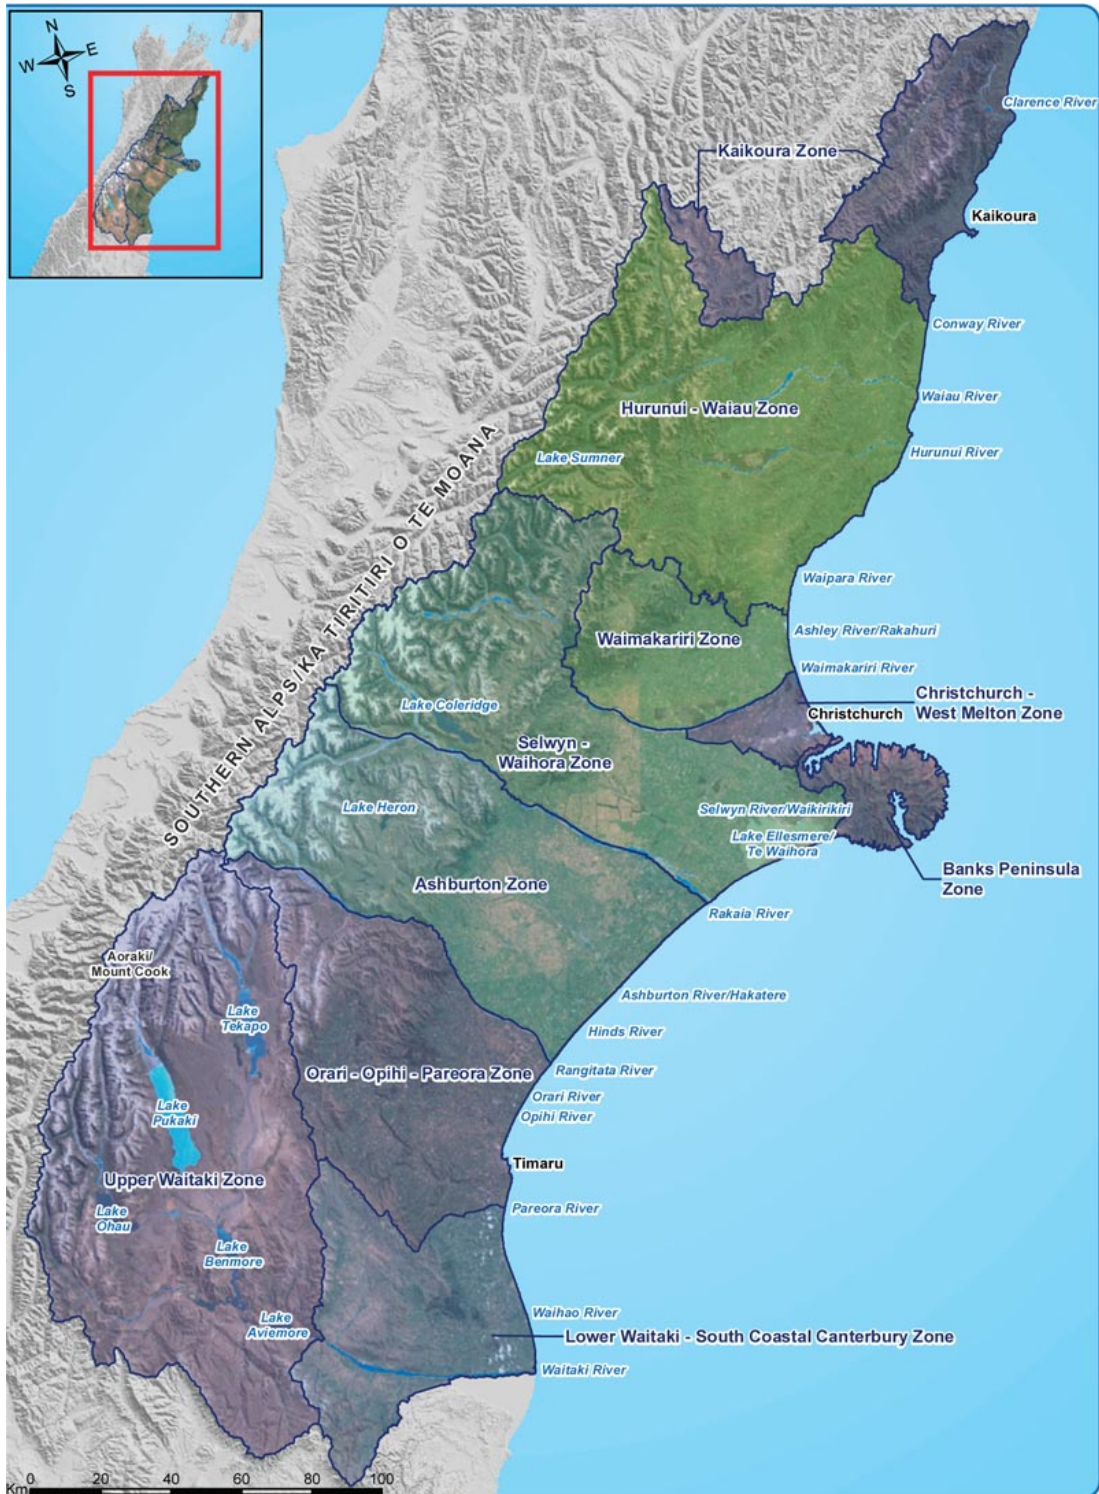 N
W
E
S
Clarence River
Kaikoura Zone
Kaikoura
Conway River
Waiau River
Hurunui - Waiau Zone
Hurunui River
Lake Sumner
SOUTHERN ALPS/KA TIRITIRI O TE MOANA
Waipara River
Ashley River/Rakahuri
Waimakariri Zone
Waimakariri River
Christchurch -
West Melton Zone
Christchurch
Lake Coleridge
Selwyn -
Waihora Zone
Lake Heron
Selwyn River/Waikirikiri
Lake Ellesmere/
Te Waihora
Banks Peninsula
Zone
Ashburton Zone
Rakaia River
Aoraki/
Mount Cook
Ashburton River/Hakatere
Lake
Tekapo
Hinds River
Orari - Opihi - Pareora Zone
Rangitata River
Orari River
Lake
Pukaki
Opihi River
Timaru
Upper Waitaki Zone
Lake
Ohau
Pareora River
Lake
Benmore
Waihao River
Lake
Aviemore
Lower Waitaki - South Coastal Canterbury Zone
Waitaki River
Km 0 20 40 60 80 100